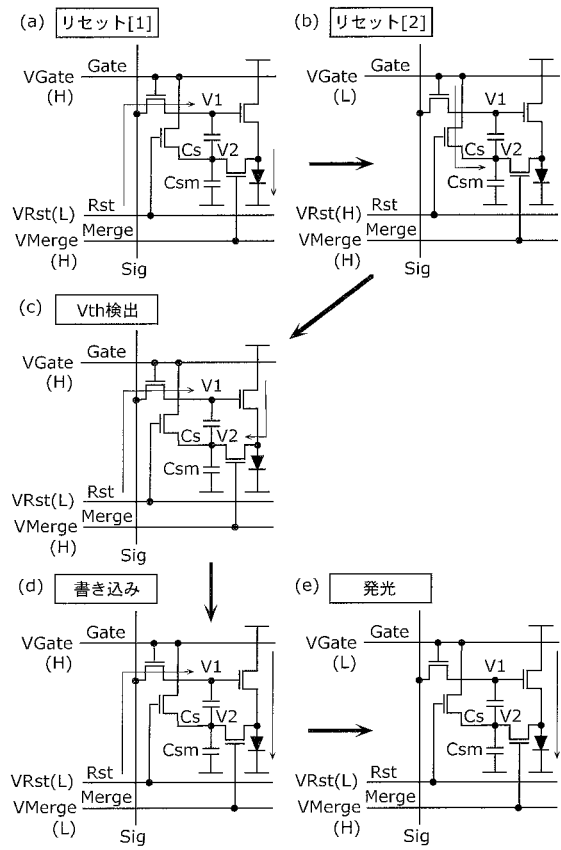 (a) リセット[1]
Gate
VGate
(H)
V1
Cs
V2
Csm
VRst(L)
Rst
VMerge
Merge
(H)
Sig
(b) リセット[2]
Gate
VGate
(L)
V1
Cs
V2
Csm
VRst(H)
Rst
VMerge
Merge
(H)
Sig
(c) Vth検出
Gate
VGate
(H)
V1
Cs
V2
Csm
VRst(L)
Rst
VMerge
Merge
(H)
Sig
(d) 書き込み
Gate
VGate
(H)
V1
Cs
V2
Csm
VRst(L)
Rst
VMerge
Merge
(L)
Sig
(e) 発光
Gate
VGate
(L)
V1
Cs
V2
Csm
VRst(L)
Rst
VMerge
Merge
(H)
Sig